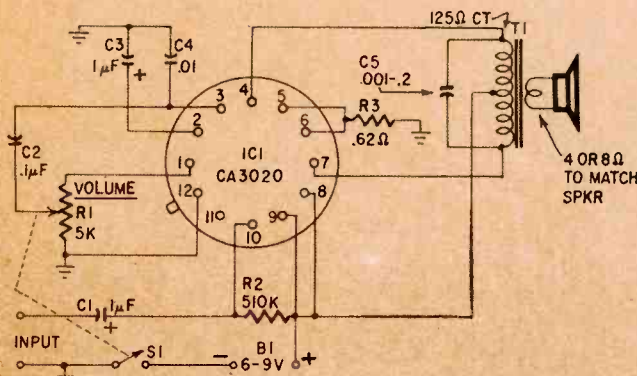 125Ω CT
T1
C3
1µF
+
C4
.01
C5
.001-.2
4
3
5
R3
.62Ω
2
6
IC1
CA3020
1
7
C2
.1µF
VOLUME
R1
5K
12
8
11
9
10
4 OR 8Ω
TO MATCH
SPKR
C1
1µF
+
R2
510K
INPUT
S1
–
B1
6-9V
+